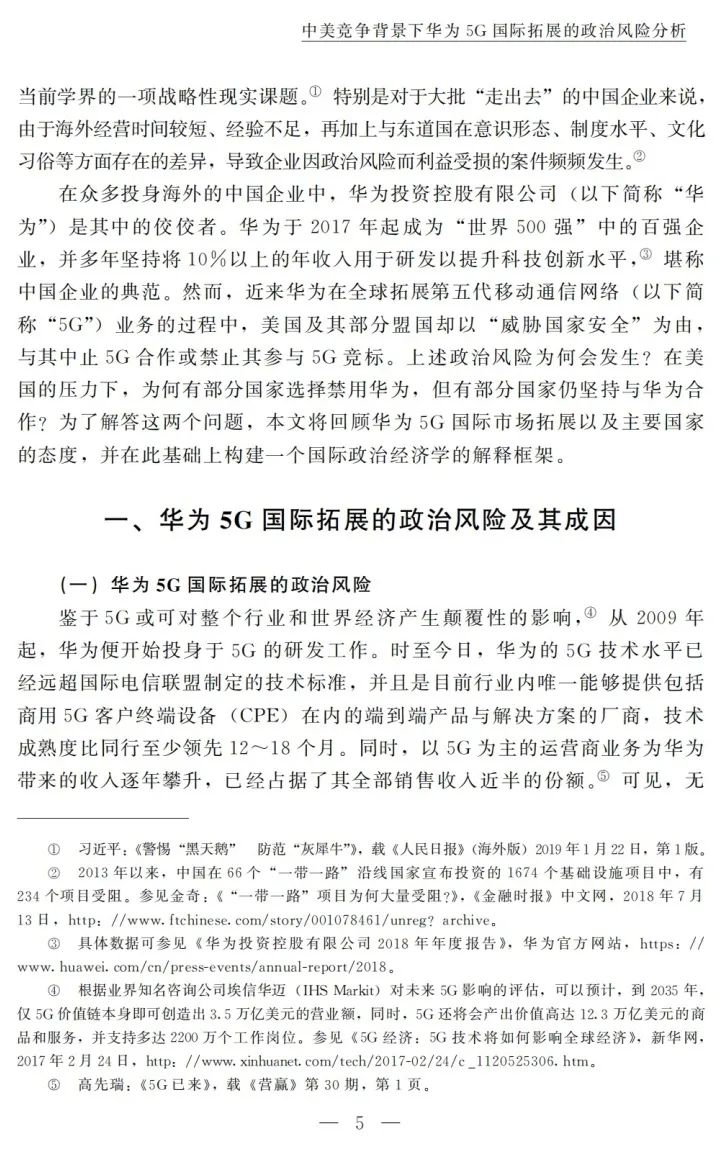 中美竞争背景下华为 5G 国际拓展的政治风险分析
当前学界的一项战略性现实课题。① 特别是对于大批“走出去”的中国企业来说，
由于海外经营时间较短、经验不足，再加上与东道国在意识形态、制度水平、文化
习俗等方面存在的差异，导致企业因政治风险而利益受损的案件频频发生。②
在众多投身海外的中国企业中，华为投资控股有限公司（以下简称“华
为”）是其中的佼佼者。华为于 2017 年起成为“世界 500 强”中的百强企
业，并多年坚持将 10%以上的年收入用于研发以提升科技创新水平，③ 堪称
中国企业的典范。然而，近来华为在全球拓展第五代移动通信网络（以下简
称“5G”）业务的过程中，美国及其部分盟国却以“威胁国家安全”为由，
与其中止 5G 合作或禁止其参与 5G 竞标。上述政治风险为何会发生？在美
国的压力下，为何有部分国家选择禁用华为，但有部分国家仍坚持与华为合
作？为了解答这两个问题，本文将回顾华为 5G 国际市场拓展以及主要国家
的态度，并在此基础上构建一个国际政治经济学的解释框架。
一、华为 5G 国际拓展的政治风险及其成因
（一）华为 5G 国际拓展的政治风险
鉴于 5G 或可对整个行业和世界经济产生颠覆性的影响，④ 从 2009 年
起，华为便开始投身于 5G 的研发工作。时至今日，华为的 5G 技术水平已
经远超国际电信联盟制定的技术标准，并且是目前行业内唯一能够提供包括
商用 5G 客户终端设备（CPE）在内的端到端产品与解决方案的厂商，技术
成熟度比同行至少领先 12～18 个月。同时，以 5G 为主的运营商业务为华为
带来的收入逐年攀升，已经占据了其全部销售收入近半的份额。⑤ 可见，无
① 习近平：《警惕“黑天鹅” 防范“灰犀牛”》，载《人民日报》（海外版）2019 年 1 月 22 日，第 1 版。
② 2013 年以来，中国在 66 个“一带一路”沿线国家宣布投资的 1674 个基础设施项目中，有
234 个项目受阻。参见金奇：《“一带一路”项目为何大量受阻?》，《金融时报》中文网，2018 年 7 月
13 日，http：//www. ftchinese. com/story/001078461/unreg? archive。
③ 具体数据可参见《华为投资控股有限公司 2018 年年度报告》，华为官方网站，https：//
www. huawei. com/cn/press-events/annual-report/2018。
④ 根据业界知名咨询公司埃信华迈（IHS Markit）对未来 5G 影响的评估，可以预计，到 2035 年，
仅 5G 价值链本身即可创造出 3.5 万亿美元的营业额，同时，5G 还将会产出价值高达 12.3 万亿美元的商
品和服务，并支持多达 2200 万个工作岗位。参见《5G 经济：5G 技术将如何影响全球经济》，新华网，
2017 年 2 月 24 日，http：//www. xinhuanet. com/tech/2017-02/24/c _1120525306. htm。
⑤ 高先瑞：《5G 已来》，载《营赢》第 30 期，第 1 页。
— 5 —